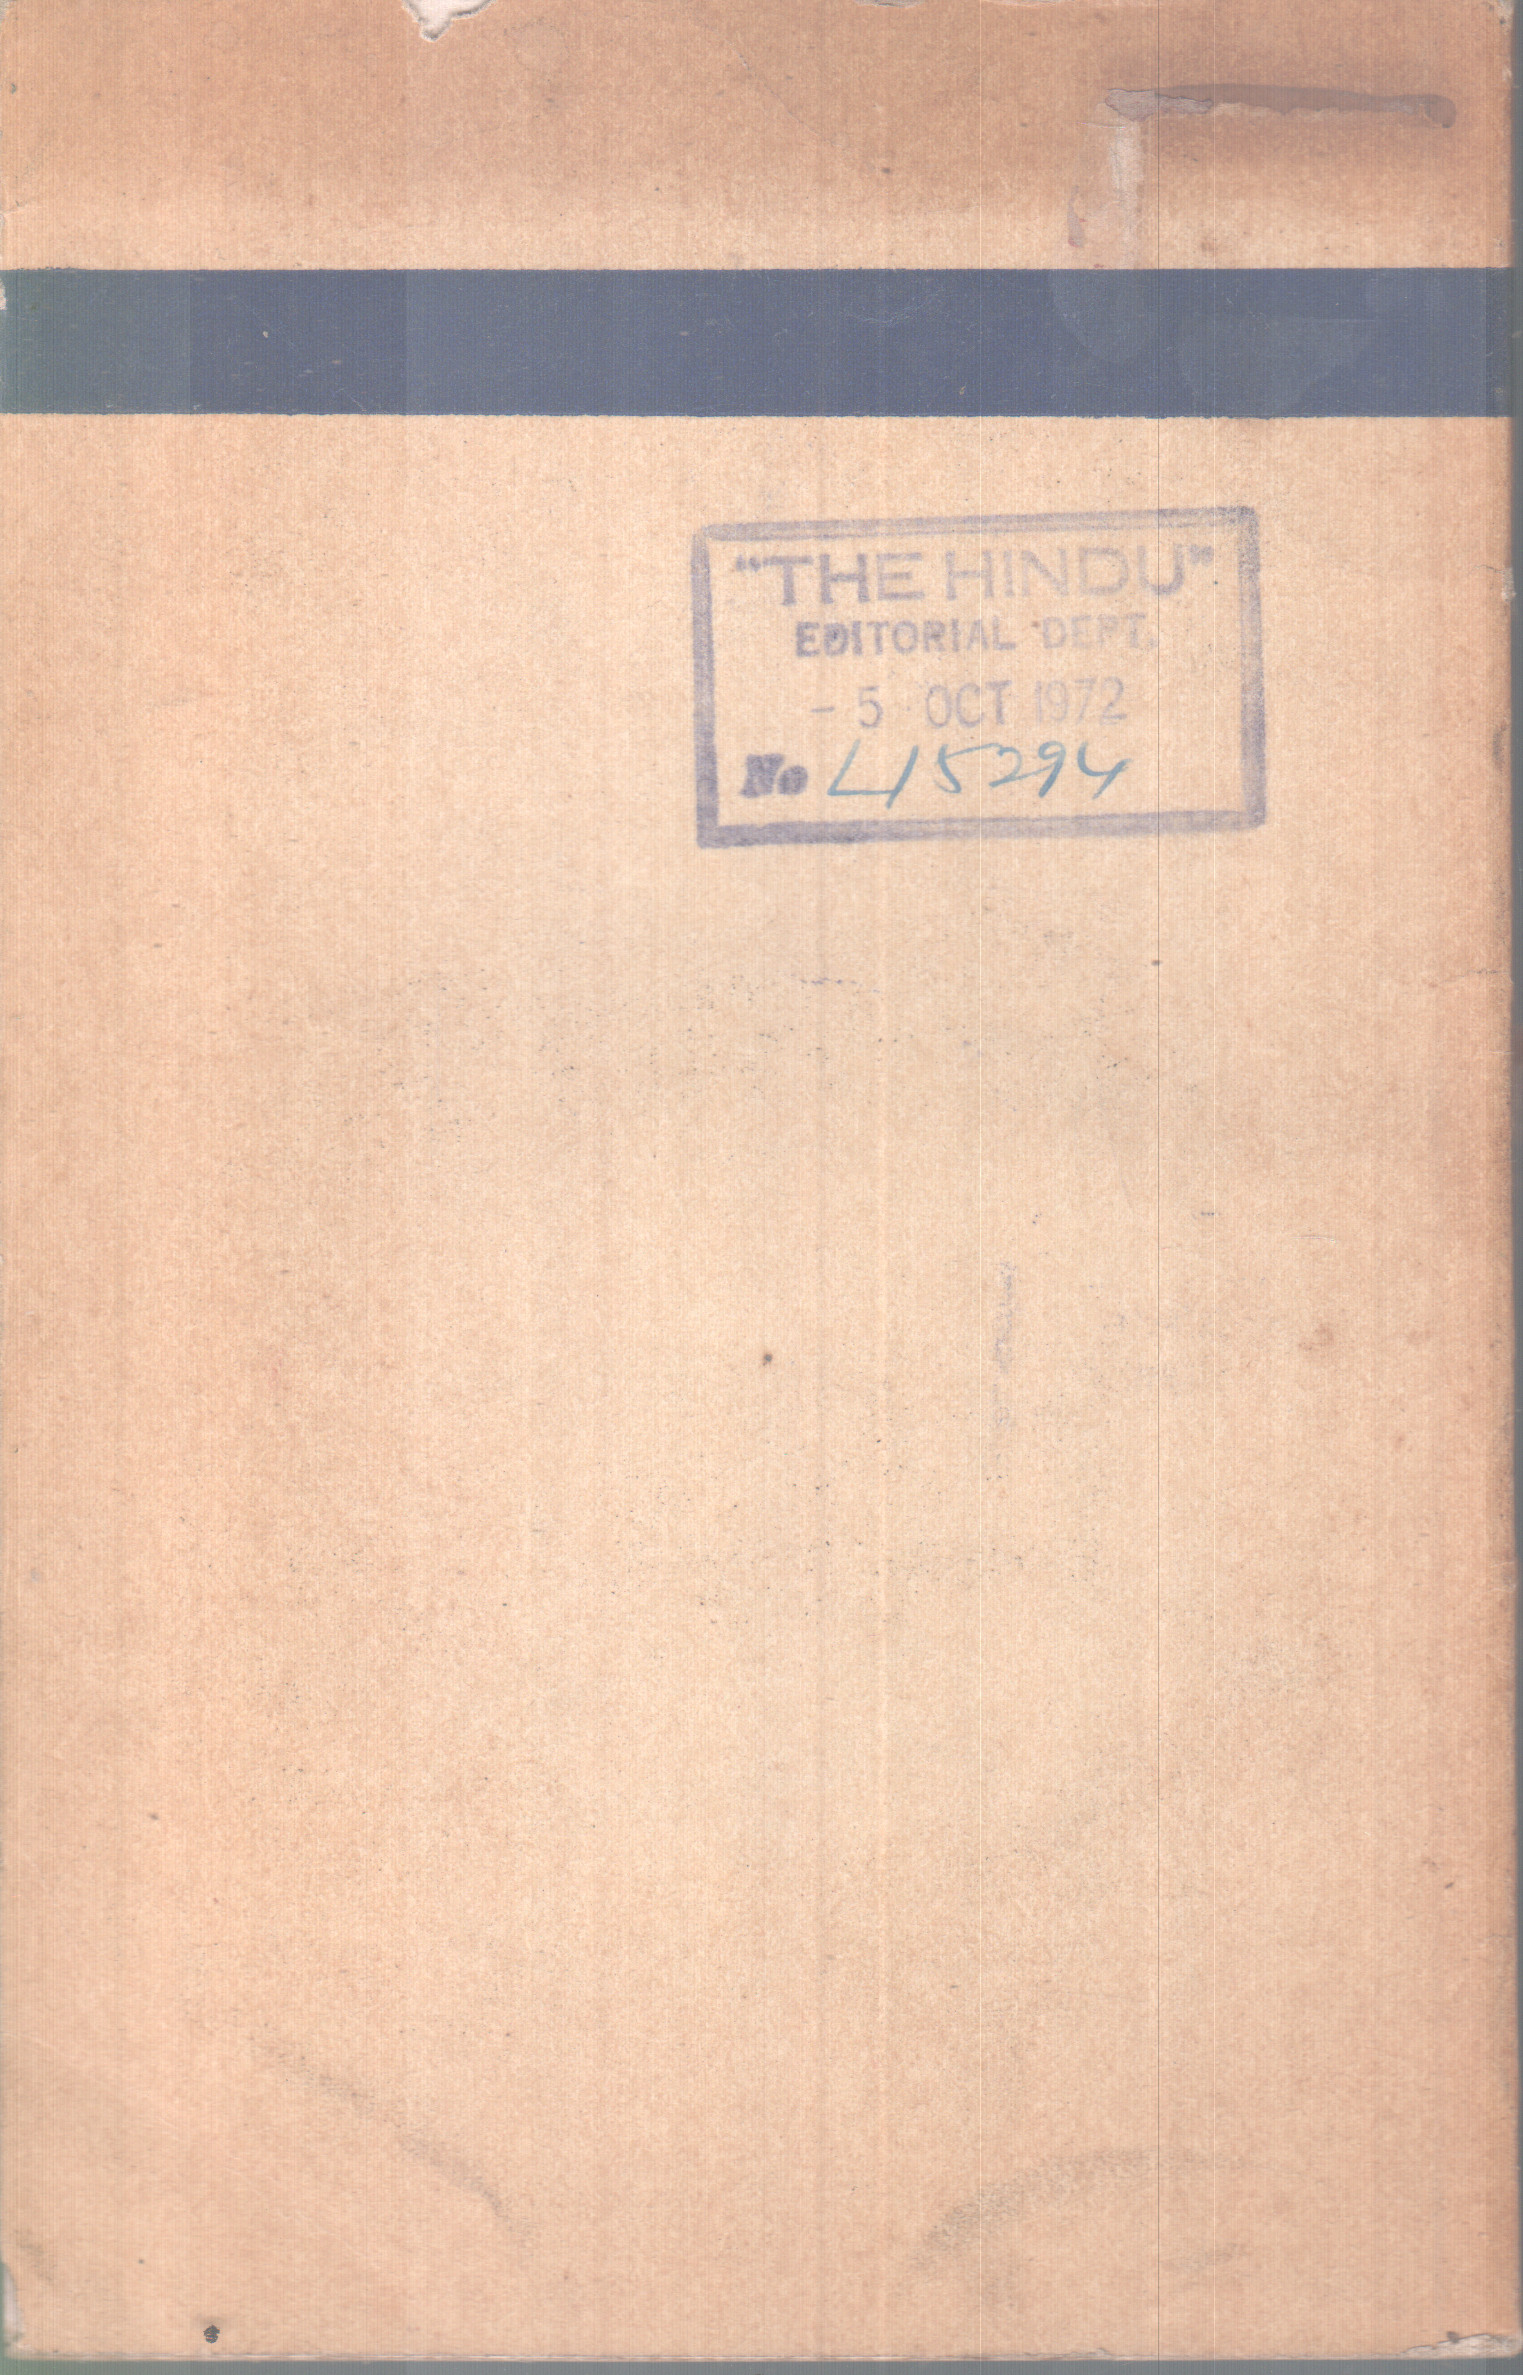 "THE HINDU"
EDITORIAL DEPT.
- 5 OCT 1972
No L15294